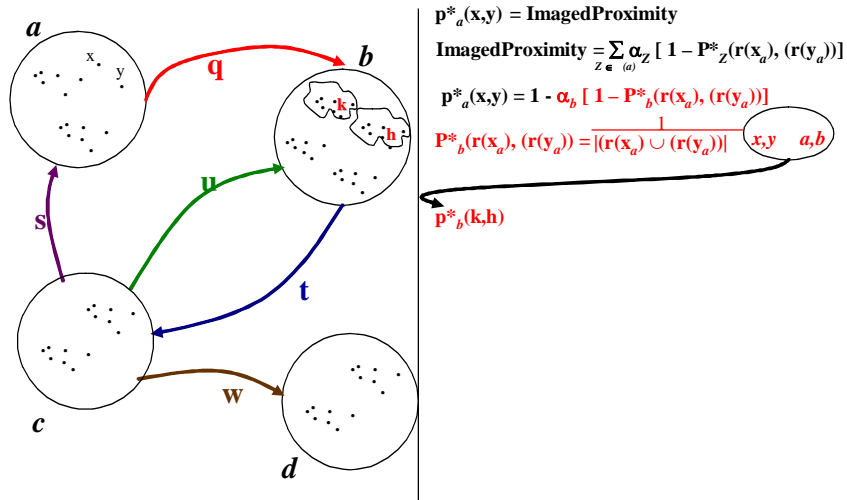 a
x
y
q
b
k
h
s
u
t
c
w
d
p*a(x,y) = ImagedProximity
ImagedProximity = ∑Z ∈ (a) αZ [ 1 – P*Z(r(xa), (r(ya))]
p*a(x,y) = 1 - αb [ 1 – P*b(r(xa), (r(ya))]
P*b(r(xa), (r(ya)) = 1 / |(r(xa) ∪ (r(ya))| x,y a,b
p*b(k,h)